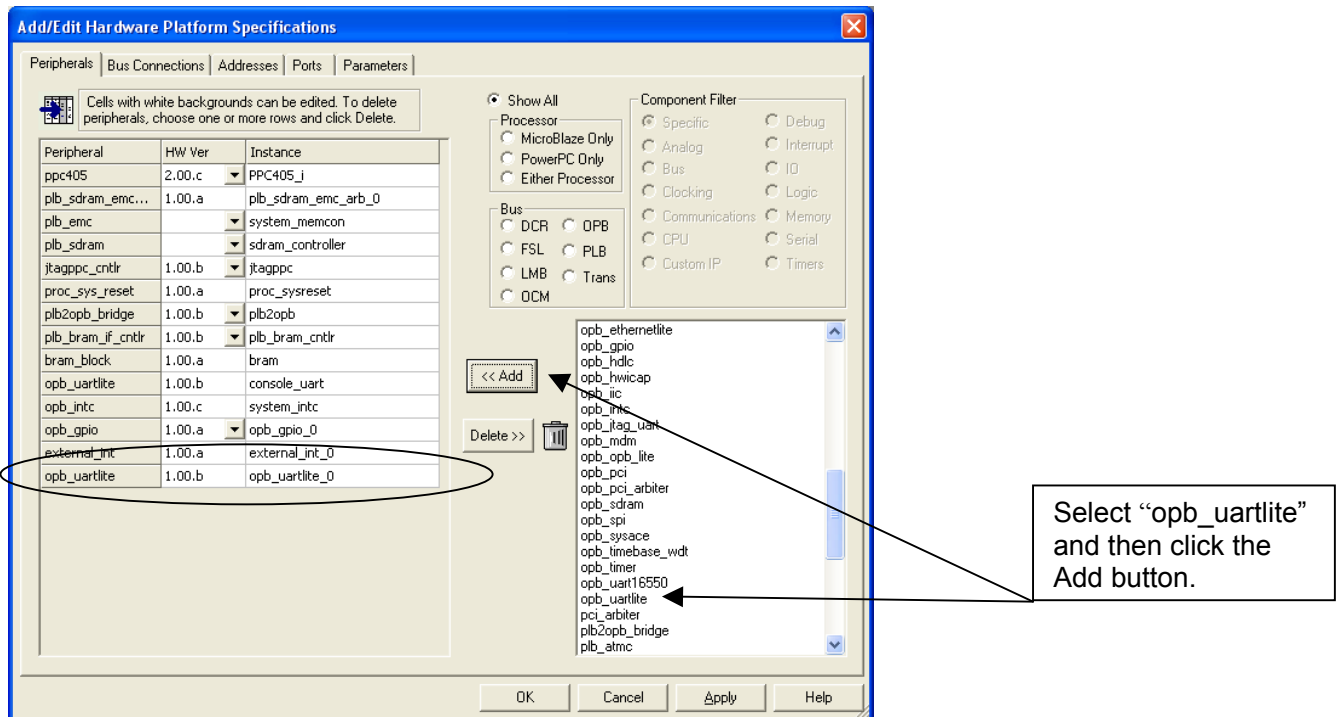 Add/Edit Hardware Platform Specifications
Peripherals Bus Connections Addresses Ports Parameters
Cells with white backgrounds can be edited. To delete
peripherals, choose one or more rows and click Delete.
Peripheral HW Ver Instance
ppc405 2.00.c PPC405_i
plb_sdram_emc... 1.00.a plb_sdram_emc_arb_0
plb_emc system_memcon
plb_sdram sdram_controller
jtagppc_cntlr 1.00.b jtagppc
proc_sys_reset 1.00.a proc_sysreset
plb2opb_bridge 1.00.b plb2opb
plb_bram_if_cntlr 1.00.b plb_bram_cntlr
bram_block 1.00.a bram
opb_uartlite 1.00.b console_uart
opb_intc 1.00.c system_intc
opb_gpio 1.00.a opb_gpio_0
external_int 1.00.a external_int_0
opb_uartlite 1.00.b opb_uartlite_0
Show All
Processor
MicroBlaze Only
PowerPC Only
Either Processor
Bus
DCR OPB
FSL PLB
LMB Trans
OCM
Component Filter
Specific Debug
Analog Interrupt
Bus IO
Clocking Logic
Communications Memory
CPU Serial
Custom IP Timers
<< Add
Delete >>
opb_ethernetlite
opb_gpio
opb_hdlc
opb_hwicap
opb_iic
opb_intc
opb_jtag_uart
opb_mdm
opb_opb_lite
opb_pci
opb_pci_arbiter
opb_sdram
opb_spi
opb_sysace
opb_timebase_wdt
opb_timer
opb_uart16550
opb_uartlite
pci_arbiter
plb2opb_bridge
plb_atmc
OK Cancel Apply Help
Select “opb_uartlite”
and then click the
Add button.